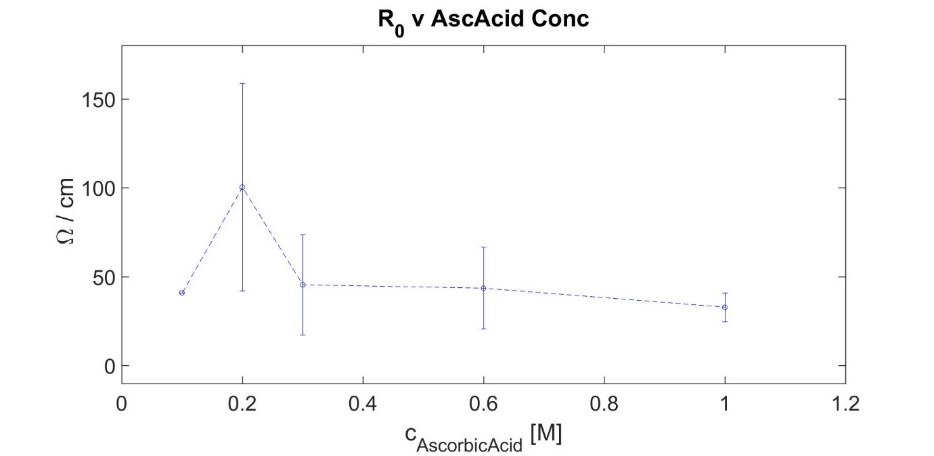 R0 v AscAcid Conc
150
100
50
0
Ω / cm
0 0.2 0.4 0.6 0.8 1 1.2
cAscorbicAcid [M]